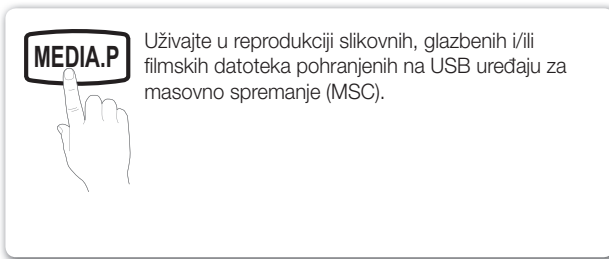 MEDIA.P
Uživajte u reprodukciji slikovnih, glazbenih i/ili
filmskih datoteka pohranjenih na USB uređaju za
masovno spremanje (MSC).